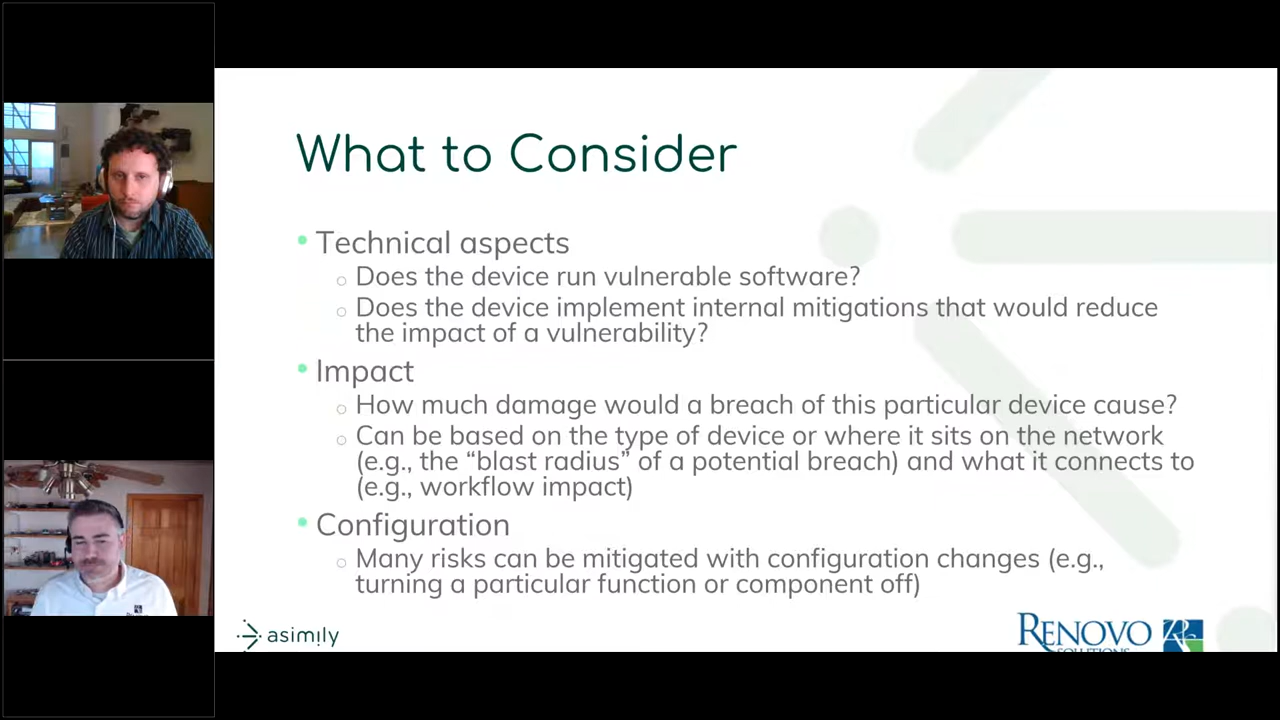 What to Consider
• Technical aspects
○ Does the device run vulnerable software?
○ Does the device implement internal mitigations that would reduce
the impact of a vulnerability?
• Impact
○ How much damage would a breach of this particular device cause?
○ Can be based on the type of device or where it sits on the network
(e.g., the “blast radius” of a potential breach) and what it connects to
(e.g., workflow impact)
• Configuration
○ Many risks can be mitigated with configuration changes (e.g.,
turning a particular function or component off)
asimily
RENOVO
SOLUTIONS